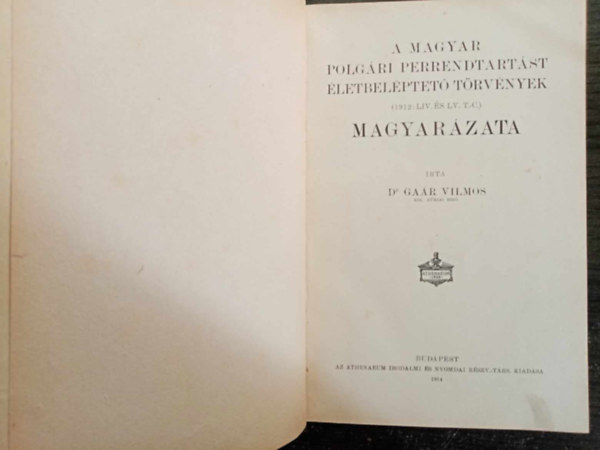 A MAGYAR
POLGÁRI PERRENDTARTÁST
ÉLETBELÉPTETŐ TÖRVÉNYEK
(1912: LIV. ÉS LV. T.-C.)
MAGYARÁZATA
IRTA
Dr GAÁR VILMOS
BUDAPEST
AZ ATHENAEUM IRODALMI ÉS NYOMDAI RÉSZV.-TÁRS. KIADÁSA
1914